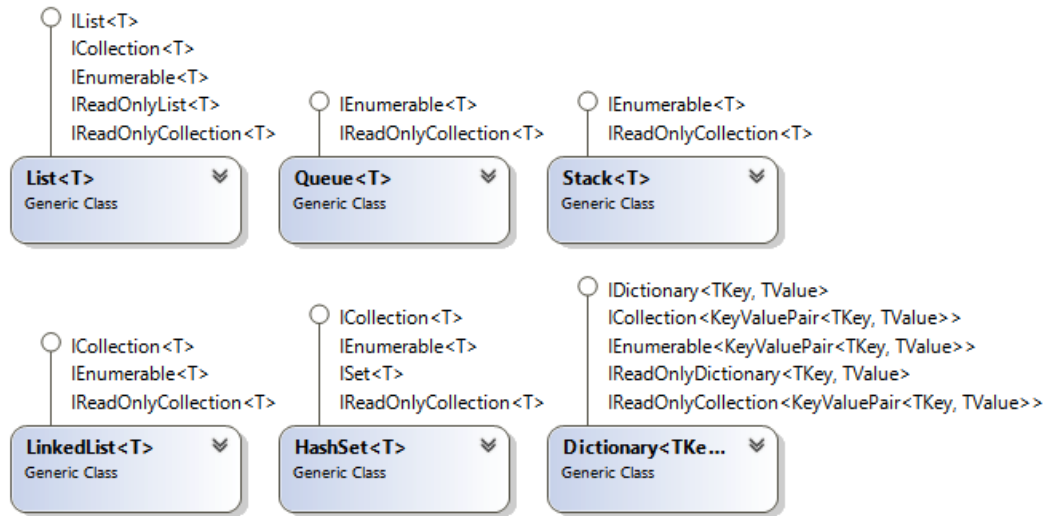 IList<T>
ICollection<T>
IEnumerable<T>
IReadOnlyList<T>
IReadOnlyCollection<T>
List<T>
Generic Class
IEnumerable<T>
IReadOnlyCollection<T>
Queue<T>
Generic Class
IEnumerable<T>
IReadOnlyCollection<T>
Stack<T>
Generic Class
ICollection<T>
IEnumerable<T>
IReadOnlyCollection<T>
LinkedList<T>
Generic Class
ICollection<T>
IEnumerable<T>
ISet<T>
IReadOnlyCollection<T>
HashSet<T>
Generic Class
IDictionary<TKey, TValue>
ICollection<KeyValuePair<TKey, TValue>>
IEnumerable<KeyValuePair<TKey, TValue>>
IReadOnlyDictionary<TKey, TValue>
IReadOnlyCollection<KeyValuePair<TKey, TValue>>
Dictionary<TKe...
Generic Class